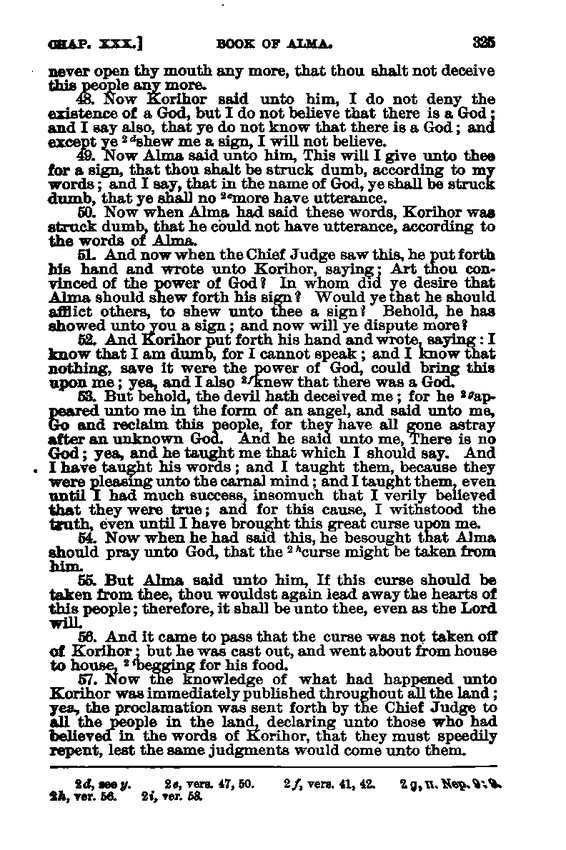 CHAP. XXX.] BOOK OF ALMA. 325
never open thy mouth any more, that thou shalt not deceive
this people any more.
48. Now Korihor said unto him, I do not deny the
existence of a God, but I do not believe that there is a God;
and I say also, that ye do not know that there is a God; and
except ye 2dshew me a sign, I will not believe.
49. Now Alma said unto him, This will I give unto thee
for a sign, that thou shalt be struck dumb, according to my
words; and I say, that in the name of God, ye shall be struck
dumb, that ye shall no 2emore have utterance.
50. Now when Alma had said these words, Korihor was
struck dumb, that he could not have utterance, according to
the words of Alma.
51. And now when the Chief Judge saw this, he put forth
his hand and wrote unto Korihor, saying; Art thou con-
vinced of the power of God? In whom did ye desire that
Alma should shew forth his sign? Would ye that he should
afflict others, to shew unto thee a sign? Behold, he has
showed unto you a sign; and now will ye dispute more?
52. And Korihor put forth his hand and wrote, saying: I
know that I am dumb, for I cannot speak; and I know that
nothing, save it were the power of God, could bring this
upon me; yea, and I also 2fknew that there was a God.
53. But behold, the devil hath deceived me; for he 2gap-
peared unto me in the form of an angel, and said unto me,
Go and reclaim this people, for they have all gone astray
after an unknown God. And he said unto me, There is no
God; yea, and he taught me that which I should say. And
I have taught his words; and I taught them, because they
were pleasing unto the carnal mind; and I taught them, even
until I had much success, insomuch that I verily believed
that they were true; and for this cause, I withstood the
truth, even until I have brought this great curse upon me.
54. Now when he had said this, he besought that Alma
should pray unto God, that the 2hcurse might be taken from
him.
55. But Alma said unto him, If this curse should be
taken from thee, thou wouldst again lead away the hearts of
this people; therefore, it shall be unto thee, even as the Lord
will.
56. And it came to pass that the curse was not taken off
of Korihor; but he was cast out, and went about from house
to house, 2ibegging for his food.
57. Now the knowledge of what had happened unto
Korihor was immediately published throughout all the land;
yea, the proclamation was sent forth by the Chief Judge to
all the people in the land, declaring unto those who had
believed in the words of Korihor, that they must speedily
repent, lest the same judgments would come unto them.
2d, see y. 2e, vers. 47, 50. 2f, vers. 41, 42. 2g, II. Nep. 9:9.
2h, ver. 56. 2i, ver. 58.